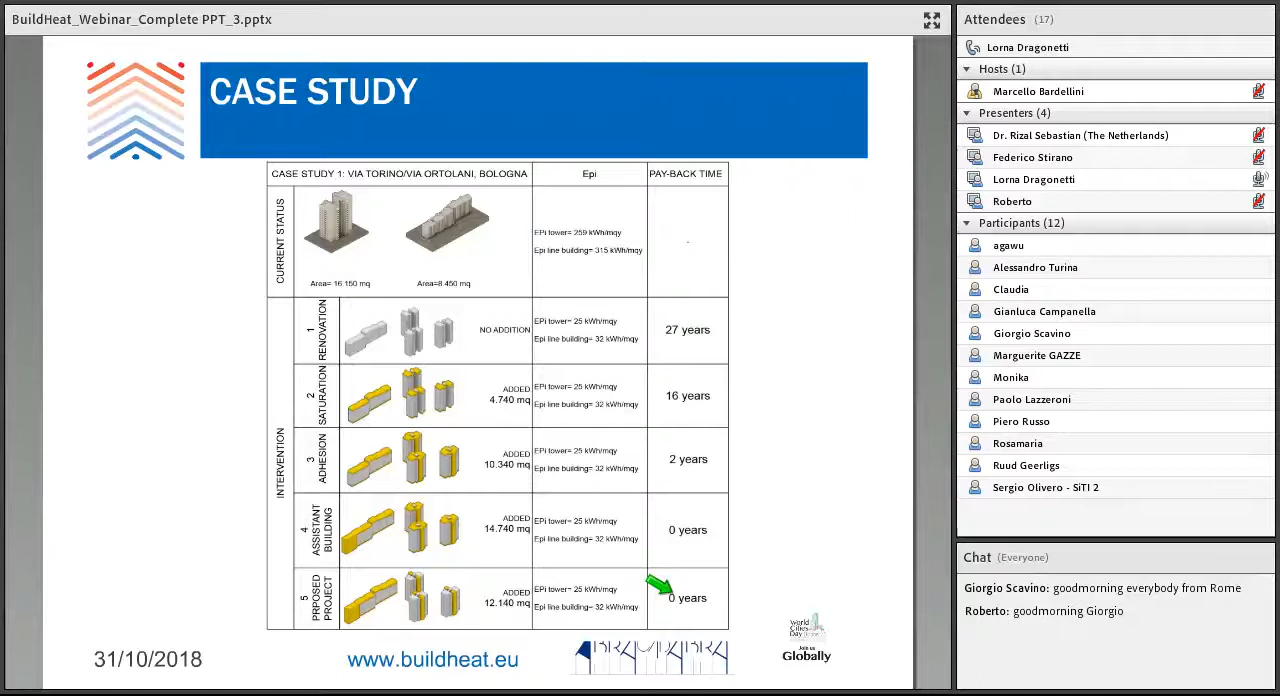 BuildHeat_Webinar_Complete PPT_3.pptx
CASE STUDY
CASE STUDY 1: VIA TORINO/VIA ORTOLANI, BOLOGNA
Epi
PAY-BACK TIME
CURRENT STATUS
Area= 16 150 mq
Area=8.450 mq
EPi tower= 259 kWh/mqy
Epi line building= 315 kWh/mqy
INTERVENTION
1
RENOVATION
NO ADDITION
EPi tower= 25 kWh/mqy
Epi line building= 32 kWh/mqy
27 years
2
SATURATION
ADDED
4.740 mq
EPi tower= 25 kWh/mqy
Epi line building= 32 kWh/mqy
16 years
3
ADHESION
ADDED
10.340 mq
EPi tower= 25 kWh/mqy
Epi line building= 32 kWh/mqy
2 years
4
ASSISTANT
BUILDING
ADDED
14.740 mq
EPi tower= 25 kWh/mqy
Epi line building= 32 kWh/mqy
0 years
5
PRPOSED
PROJECT
ADDED
12.140 mq
EPi tower= 25 kWh/mqy
Epi line building= 32 kWh/mqy
0 years
31/10/2018
www.buildheat.eu
ABRACADABRA
World
Cities
Day
Join us
Globally
Attendees (17)
Lorna Dragonetti
Hosts (1)
Marcello Bardellini
Presenters (4)
Dr. Rizal Sebastian (The Netherlands)
Federico Stirano
Lorna Dragonetti
Roberto
Participants (12)
agawu
Alessandro Turina
Claudia
Gianluca Campanella
Giorgio Scavino
Marguerite GAZZE
Monika
Paolo Lazzeroni
Piero Russo
Rosamaria
Ruud Geerligs
Sergio Olivero - SiTI 2
Chat (Everyone)
Giorgio Scavino: goodmorning everybody from Rome
Roberto: goodmorning Giorgio